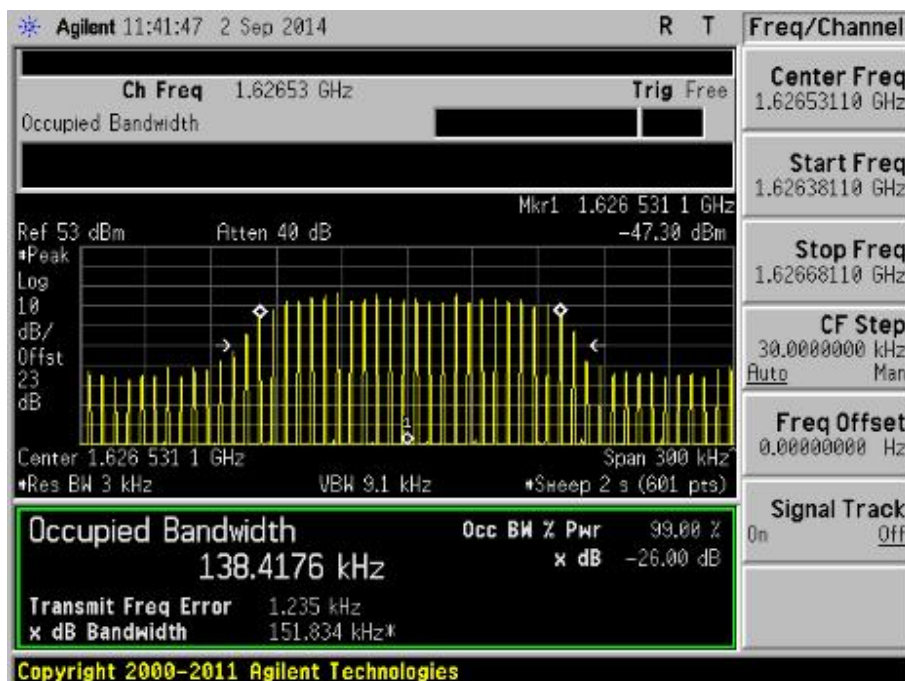 Agilent 11:41:47 2 Sep 2014 R T Freq/Channel
Ch Freq 1.62653 GHz Trig Free
Occupied Bandwidth
Center Freq
1.62653110 GHz
Start Freq
1.62638110 GHz
Stop Freq
1.62668110 GHz
CF Step
30.0000000 kHz
Auto Man
Freq Offset
0.00000000 Hz
Signal Track
On Off
Mkr1 1.626 531 1 GHz
Ref 53 dBm Atten 40 dB -47.30 dBm
*Peak
Log
10
dB/
Offst
23
dB
1
Center 1.626 531 1 GHz Span 300 kHz^
*Res BW 3 kHz VBW 9.1 kHz *Sweep 2 s (601 pts)
Occupied Bandwidth Occ BW % Pwr 99.00 %
138.4176 kHz x dB -26.00 dB
Transmit Freq Error 1.235 kHz
x dB Bandwidth 151.834 kHz*
Copyright 2000-2011 Agilent Technologies